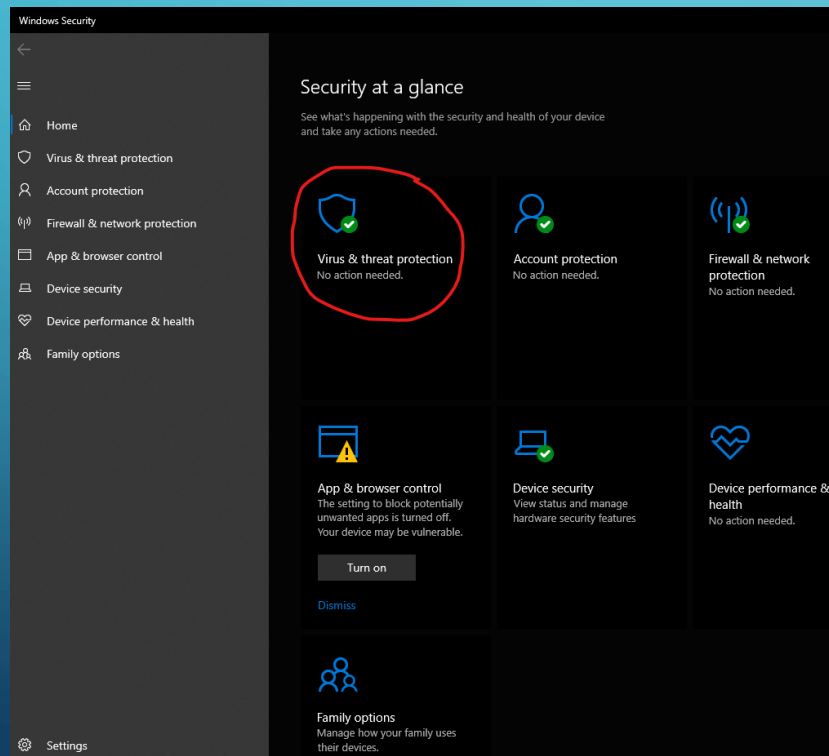 Windows Security
Home
Virus & threat protection
Account protection
Firewall & network protection
App & browser control
Device security
Device performance & health
Family options
Settings
Security at a glance
See what's happening with the security and health of your device
and take any actions needed.
Virus & threat protection
No action needed.
Account protection
No action needed.
Firewall & network
protection
No action needed.
App & browser control
The setting to block potentially
unwanted apps is turned off.
Your device may be vulnerable.
Turn on
Dismiss
Device security
View status and manage
hardware security features
Device performance &
health
No action needed.
Family options
Manage how your family uses
their devices.